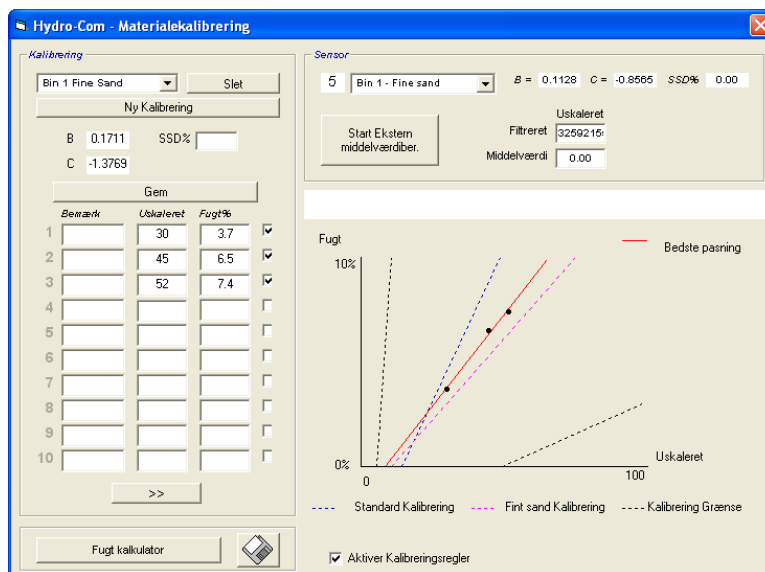 Hydro-Com - Materialekalibrering
Kalibrering
Bin 1 Fine Sand
Slet
Ny Kalibrering
B 0.1711 SSD%
C -1.3769
Gem
Bemærk Uskaleret Fugt%
1 30 3.7
2 45 6.5
3 52 7.4
4
5
6
7
8
9
10
>>
Fugt kalkulator
Sensor
5 Bin 1 - Fine sand B = 0.1128 C = -0.8565 SSD% 0.00
Start Ekstern
middelværdiber.
Uskaleret
Filtreret
Middelværdi 0.00
Fugt
Bedste pasning
10%
0%
0
100
Uskaleret
Standard Kalibrering Fint sand Kalibrering Kalibrering Grænse
Aktiver Kalibreringsregler